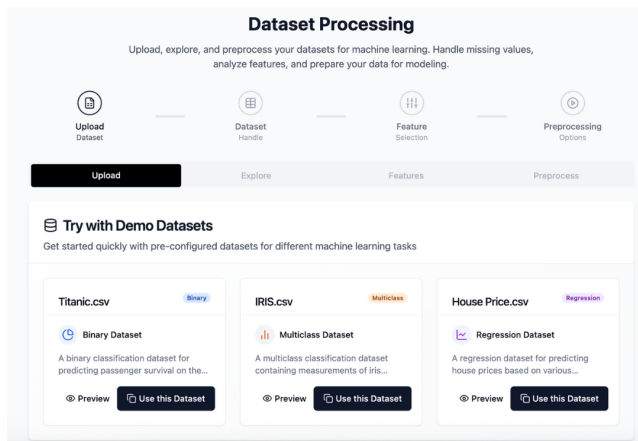 Dataset Processing
Upload, explore, and preprocess your datasets for machine learning. Handle missing values,
analyze features, and prepare your data for modeling.
Upload
Dataset
Dataset
Handle
Feature
Selection
Preprocessing
Options
Upload
Explore
Features
Preprocess
Try with Demo Datasets
Get started quickly with pre-configured datasets for different machine learning tasks
Titanic.csv
Binary
Binary Dataset
A binary classification dataset for
predicting passenger survival on the...
Preview
Use this Dataset
IRIS.csv
Multiclass
Multiclass Dataset
A multiclass classification dataset
containing measurements of iris...
Preview
Use this Dataset
House Price.csv
Regression
Regression Dataset
A regression dataset for predicting
house prices based on various...
Preview
Use this Dataset